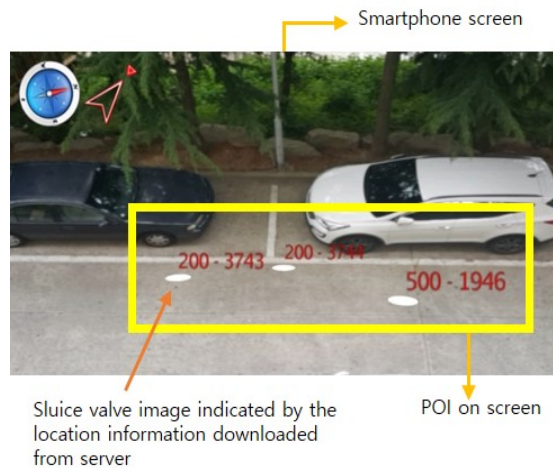 Smartphone screen
200 - 3743
200 - 3744
500 - 1946
Sluice valve image indicated by the
location information downloaded
from server
POI on screen